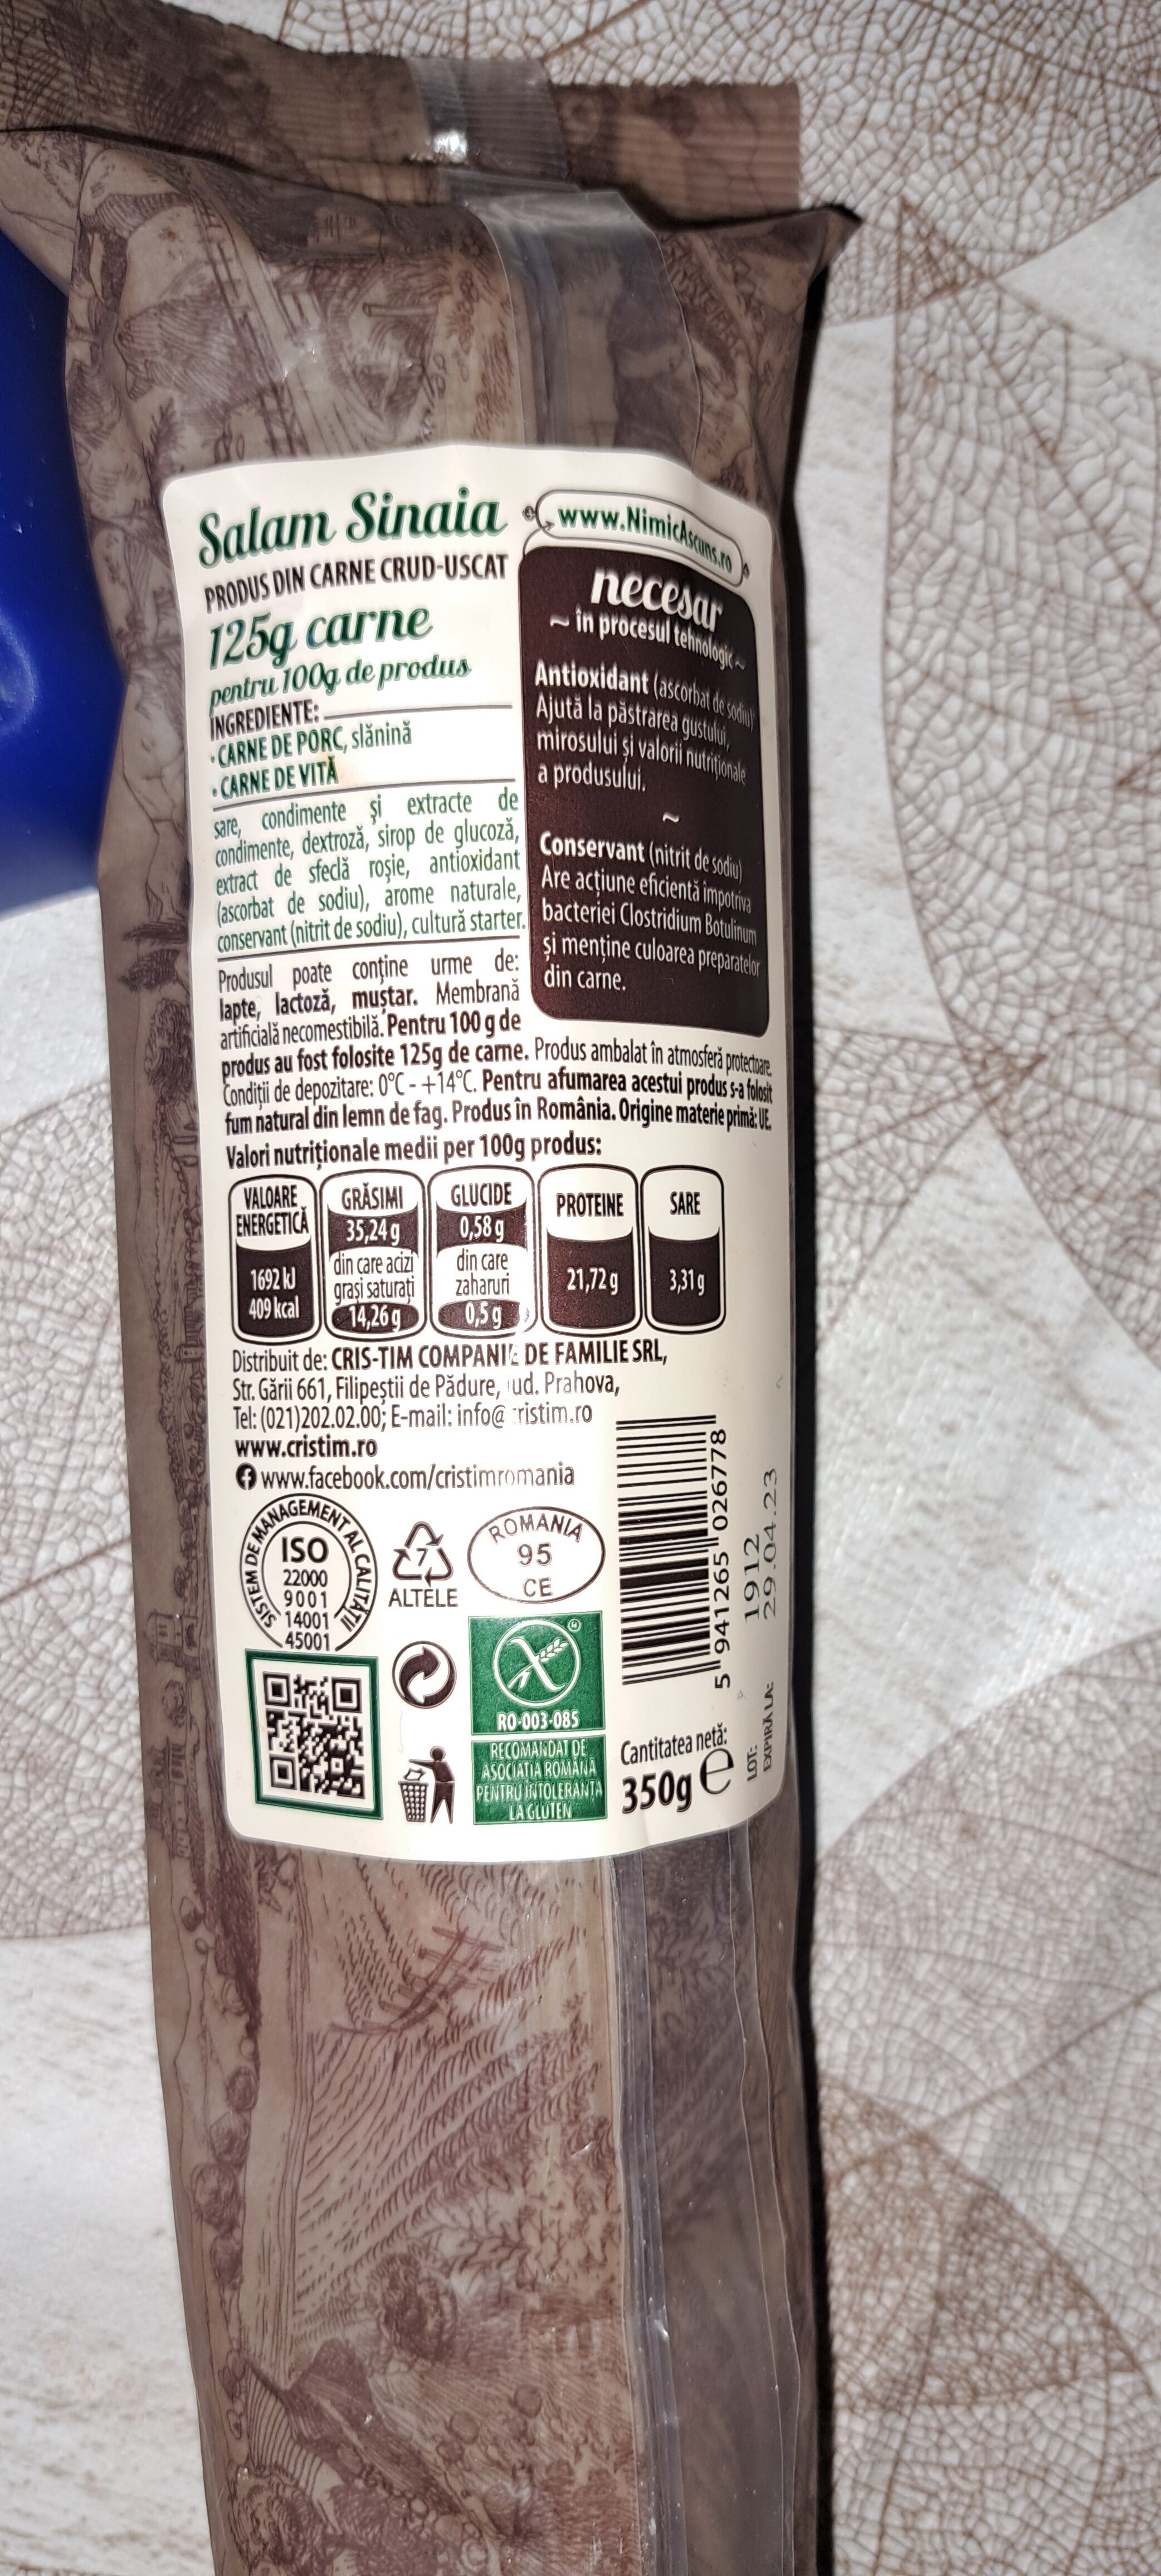 Salam Sinaia
PRODUS DIN CARNE CRUD-USCAT
125g carne
pentru 100g de produs
INGREDIENTE:
• CARNE DE PORC, slănină
• CARNE DE VITĂ
sare, condimente și extracte de
condimente, dextroză, sirop de glucoză,
extract de sfeclă roșie, antioxidant
(ascorbat de sodiu), arome naturale,
conservant (nitrit de sodiu), cultură starter.
www.NimicAscuns.ro
necesar
~ în procesul tehnologic ~
Antioxidant (ascorbat de sodiu)
Ajută la păstrarea gustului,
mirosului și valorii nutriționale
a produsului.
~
Conservant (nitrit de sodiu)
Are acțiune eficientă împotriva
bacteriei Clostridium Botulinum
și menține culoarea preparatelor
din carne.
Produsul poate conține urme de:
lapte, lactoză, muștar. Membrană
artificială necomestibilă. Pentru 100 g de
produs au fost folosite 125g de carne. Produs ambalat în atmosferă protectoare.
Condiții de depozitare: 0°C - +14°C. Pentru afumarea acestui produs s-a folosit
fum natural din lemn de fag. Produs în România. Origine materie primă: UE.
Valori nutriționale medii per 100g produs:
VALOARE
ENERGETICĂ
1692 kJ
409 kcal
GRĂSIMI
35,24 g
din care acizi
grași saturați
14,26 g
GLUCIDE
0,58 g
din care
zaharuri
0,5 g
PROTEINE
21,72 g
SARE
3,31 g
Distribuit de: CRIS-TIM COMPANIE DE FAMILIE SRL,
Str. Gării 661, Filipeștii de Pădure, jud. Prahova,
Tel: (021)202.02.00; E-mail: info@cristim.ro
www.cristim.ro
www.facebook.com/cristimromania
SISTEM DE MANAGEMENT AL CALITĂȚII
ISO
22000
9001
14001
45001
7
ALTELE
ROMANIA
95
CE
RO-003-085
RECOMANDAT DE
ASOCIAȚIA ROMÂNĂ
PENTRU INTOLERANȚA
LA GLUTEN
5 941265 026778
Cantitatea netă:
350g e
LOT: 1912
EXPIRĂ LA: 29.04.23